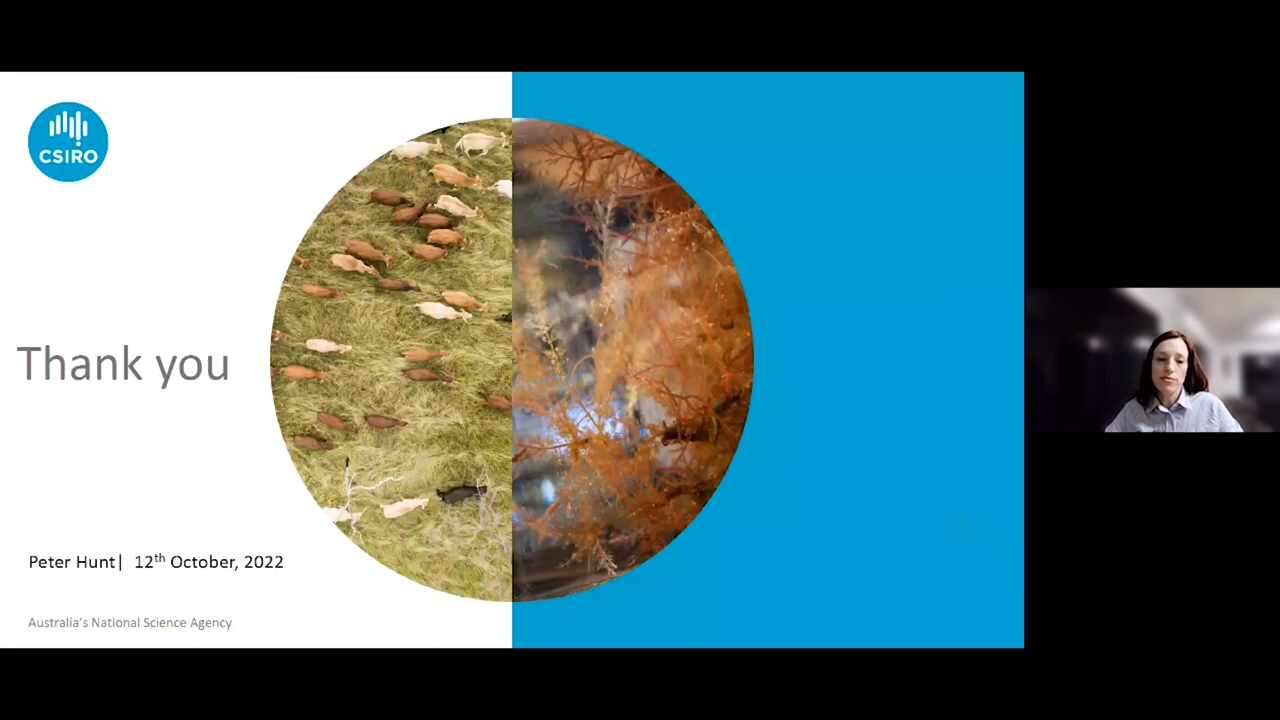 CSIRO
Thank you
Peter Hunt| 12th October, 2022
Australia's National Science Agency